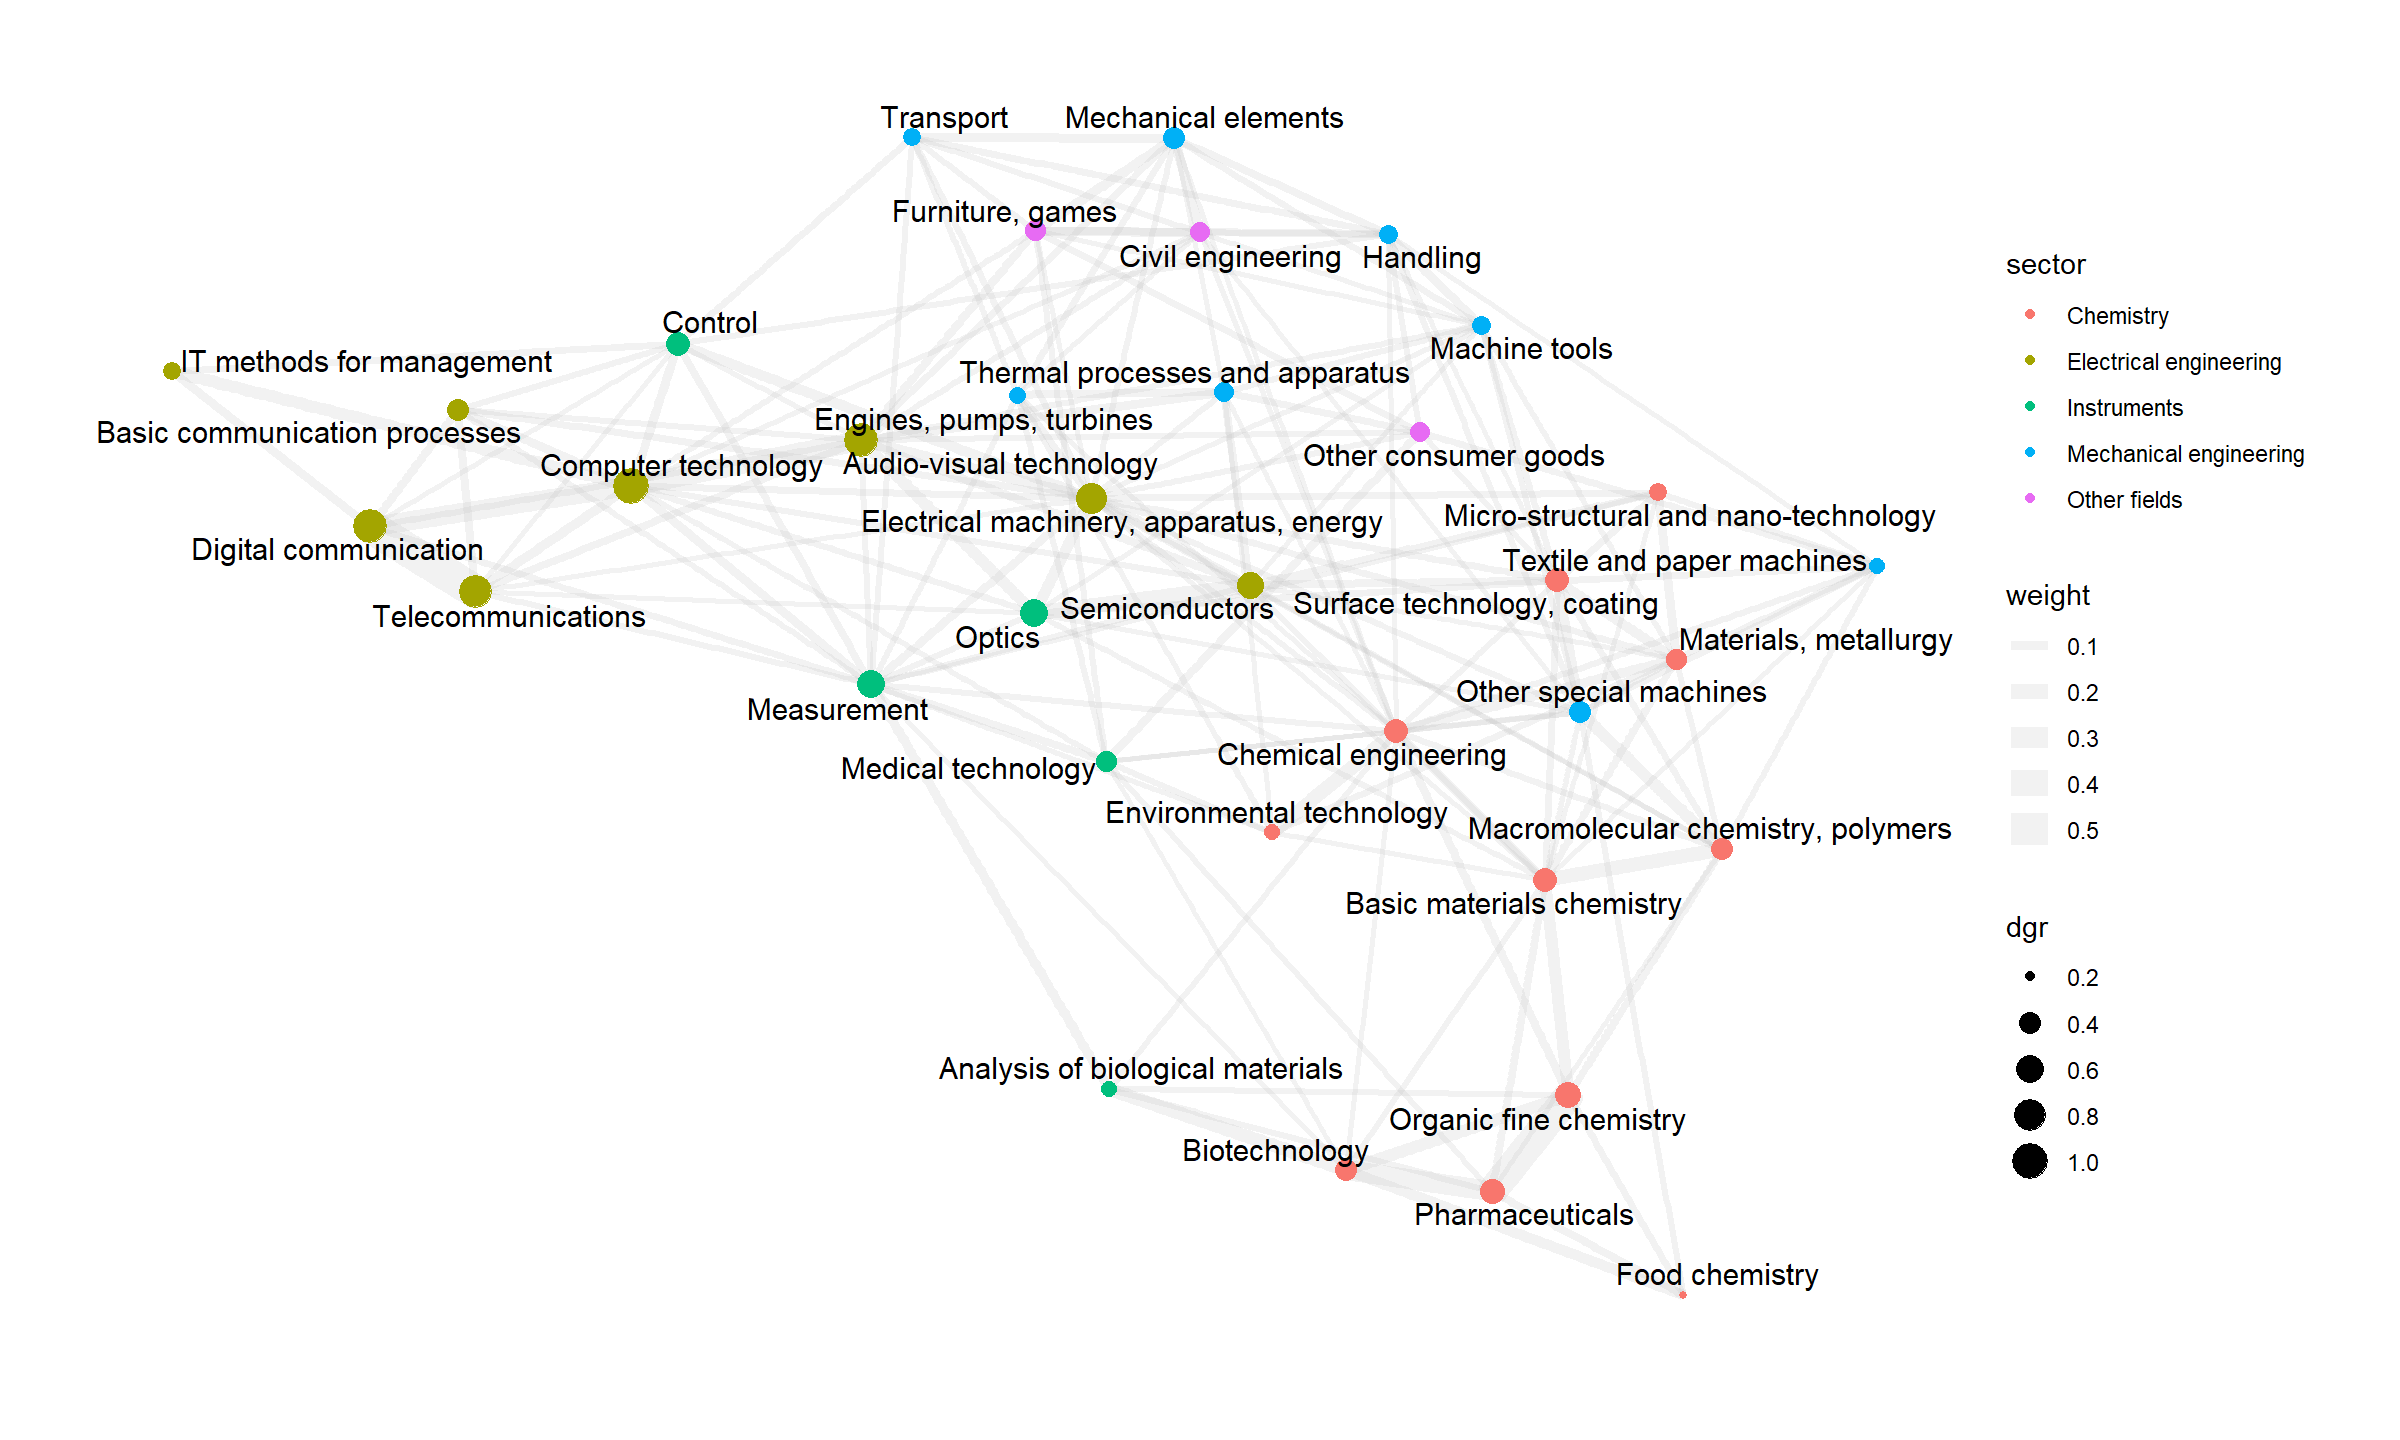 Transport
Mechanical elements
Furniture, games
Civil engineering
Handling
Control
IT methods for management
Machine tools
Thermal processes and apparatus
Basic communication processes
Engines, pumps, turbines
Computer technology
Audio-visual technology
Other consumer goods
Electrical machinery, apparatus, energy
Micro-structural and nano-technology
Digital communication
Textile and paper machines
Telecommunications
Semiconductors
Surface technology, coating
Optics
Materials, metallurgy
Other special machines
Measurement
Chemical engineering
Medical technology
Environmental technology
Macromolecular chemistry, polymers
Basic materials chemistry
Analysis of biological materials
Organic fine chemistry
Biotechnology
Pharmaceuticals
Food chemistry
sector
Chemistry
Electrical engineering
Instruments
Mechanical engineering
Other fields
weight
0.1
0.2
0.3
0.4
0.5
dgr
0.2
0.4
0.6
0.8
1.0